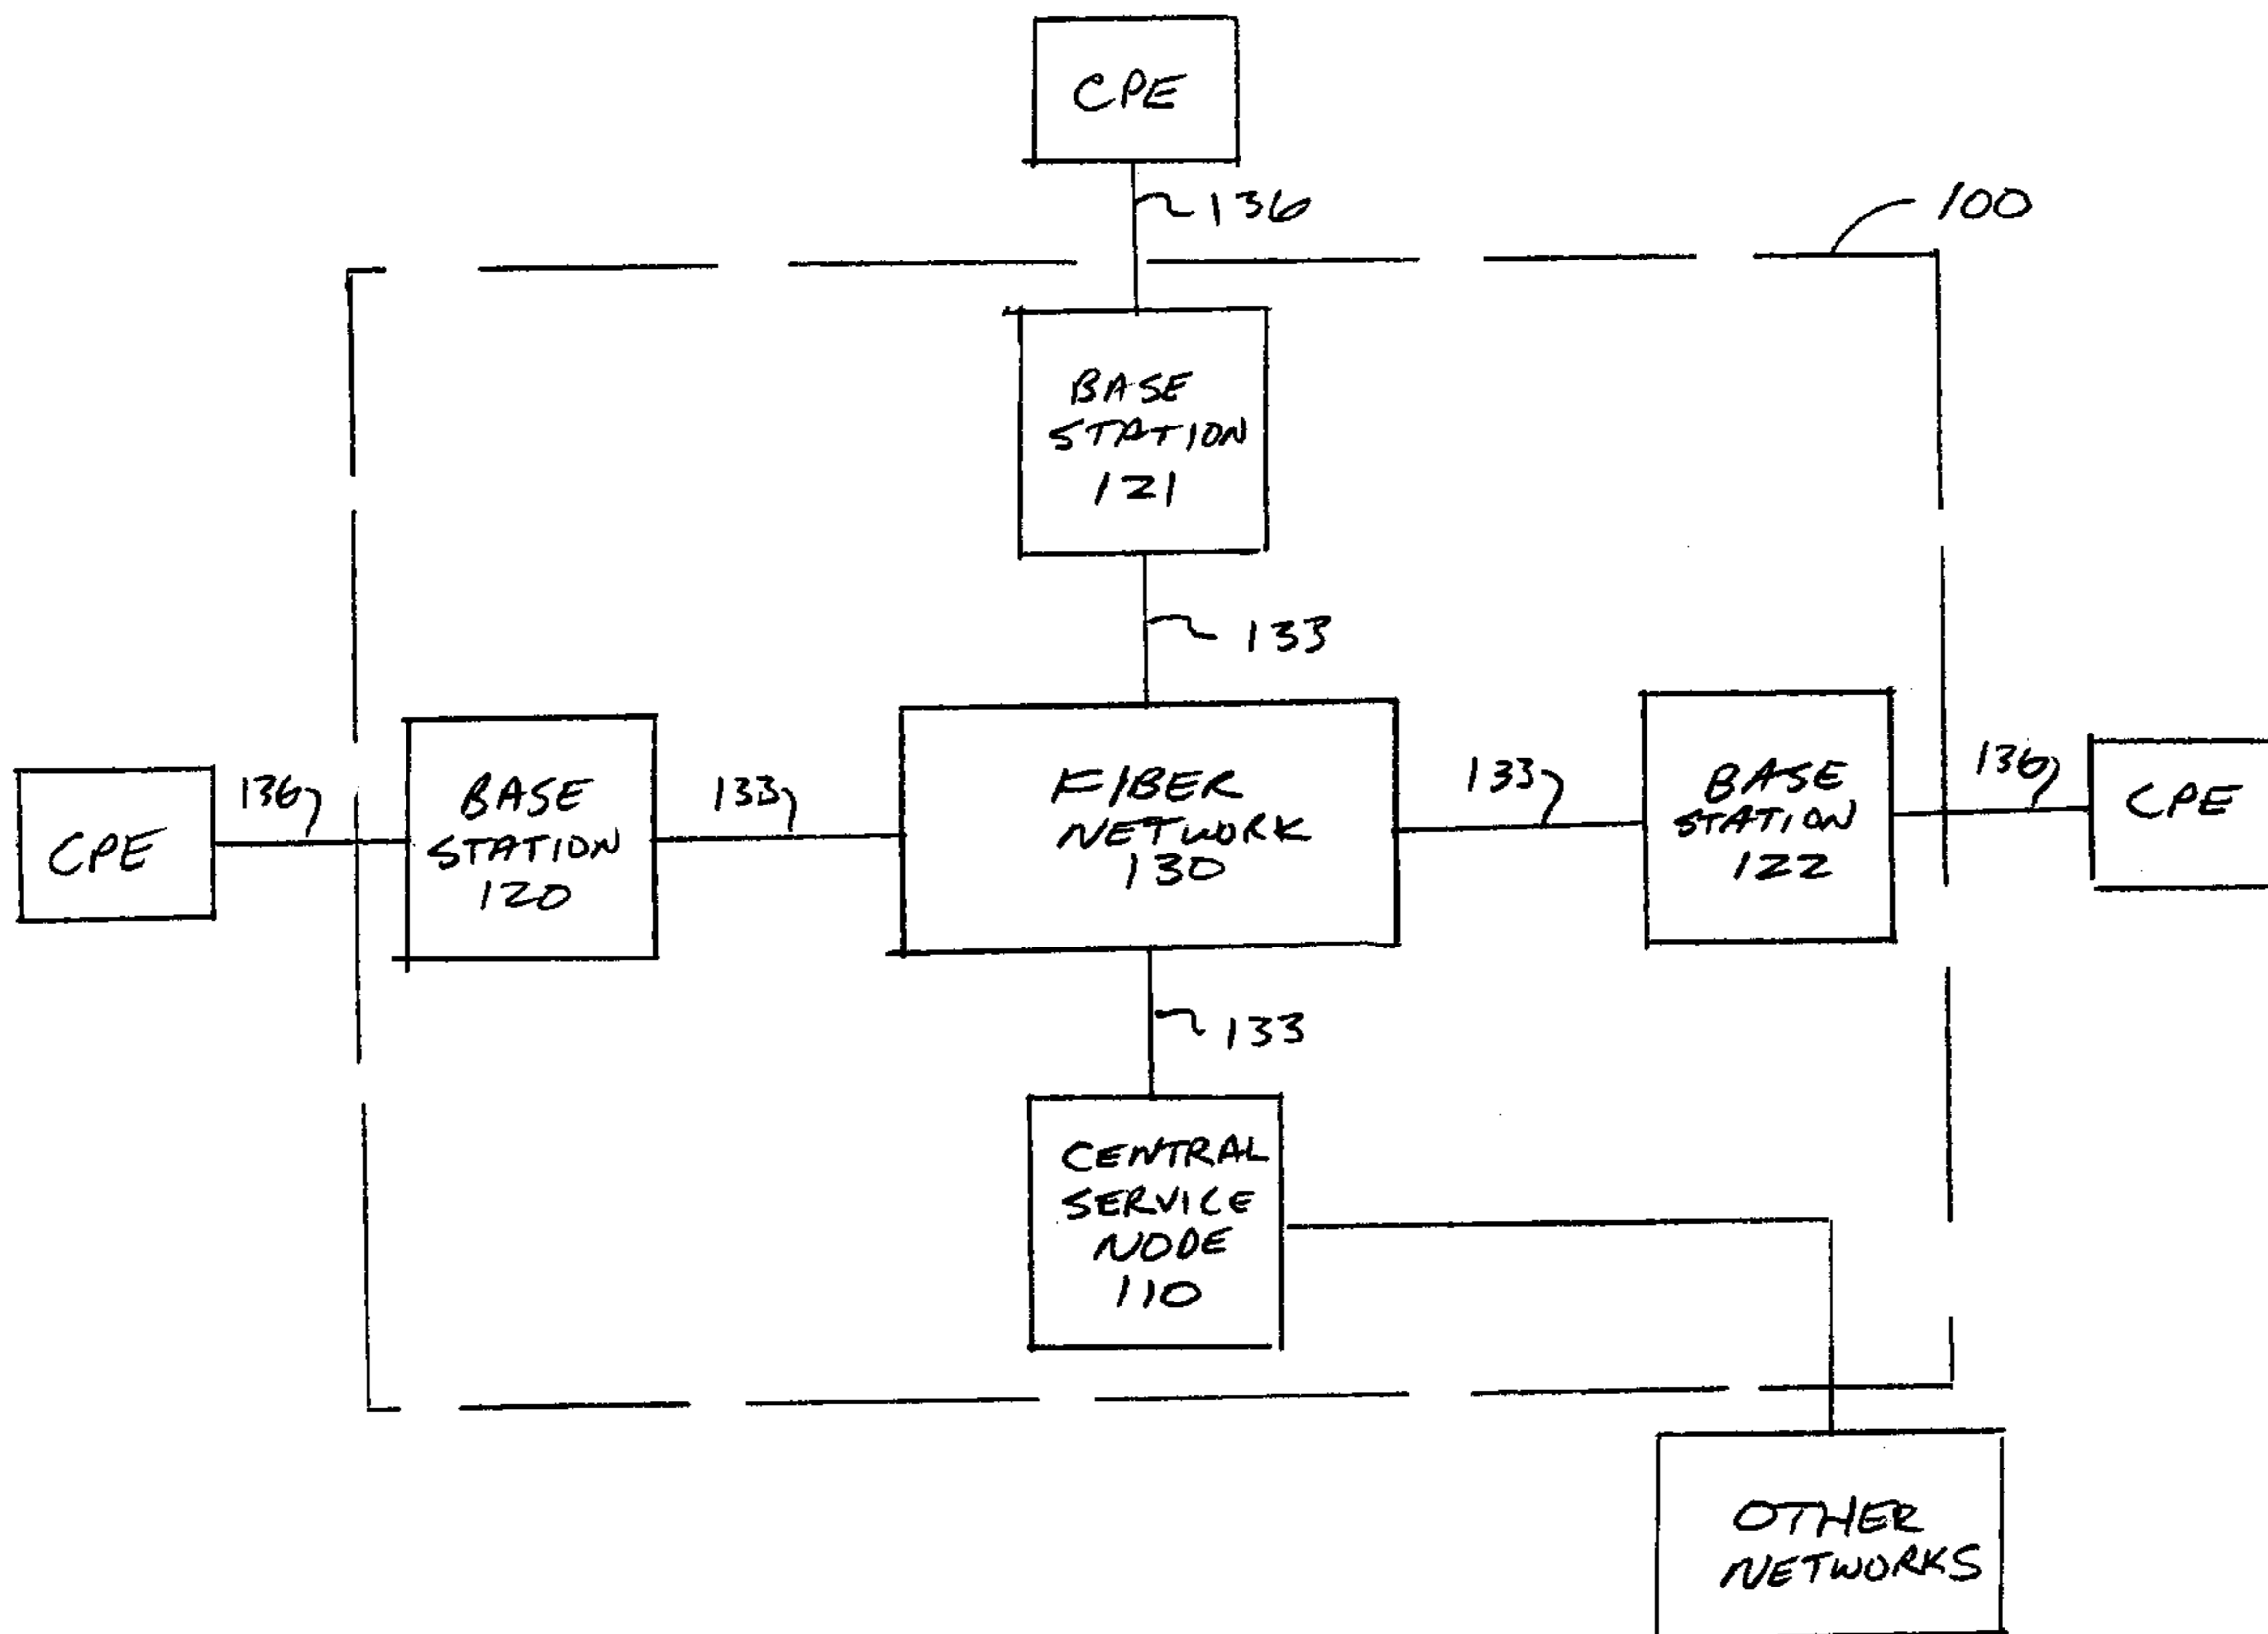 CPE
136
100
BASE
STATION
121
133
CPE
136
BASE
STATION
120
133
FIBER
NETWORK
130
133
BASE
STATION
122
136
CPE
133
CENTRAL
SERVICE
NODE
110
OTHER
NETWORKS